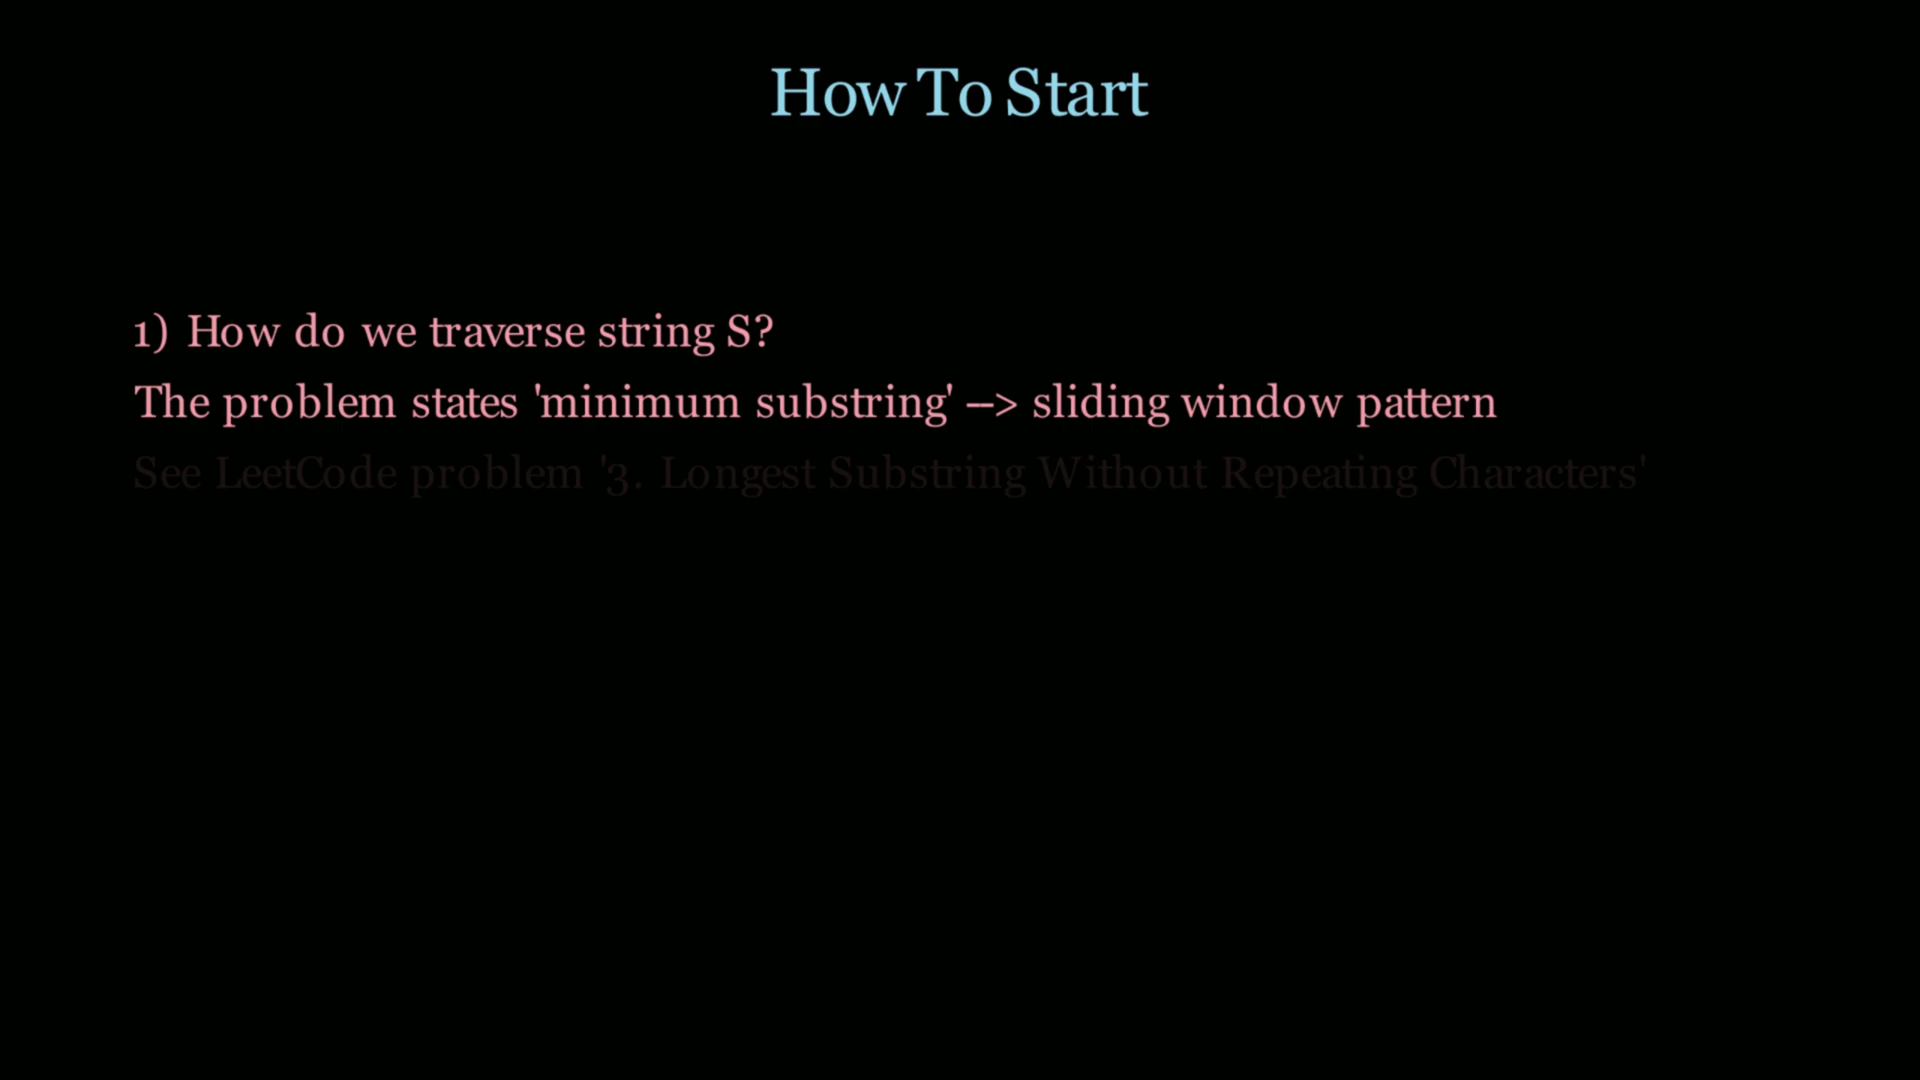 How To Start
1) How do we traverse string S?
The problem states 'minimum substring' --> sliding window pattern
See LeetCode problem '3. Longest Substring Without Repeating Characters'